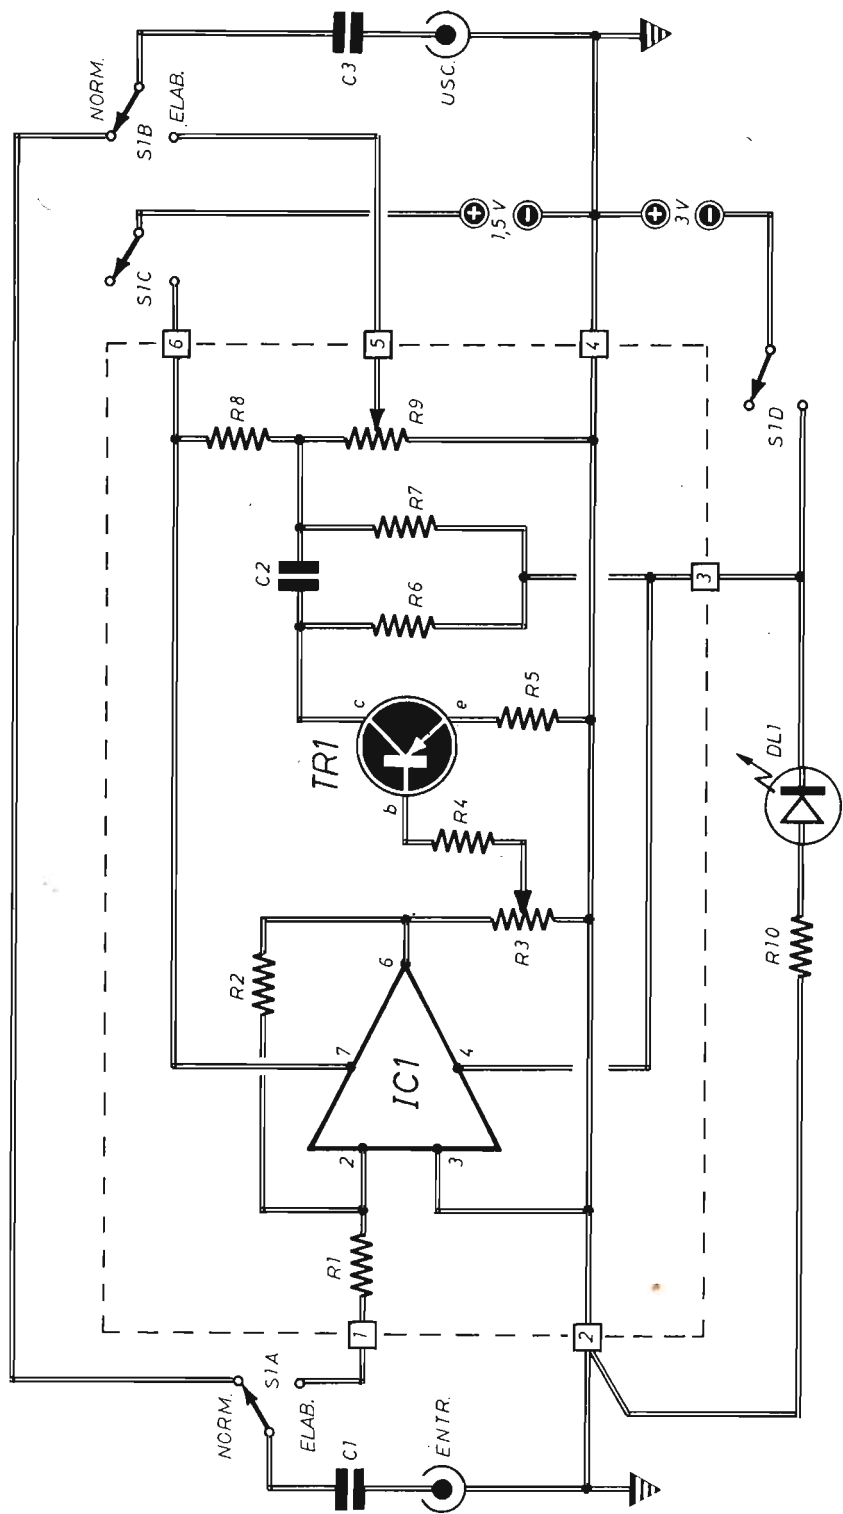 NORM.
S1A
ELAB.
C1
ENTR.
1
R1
2
R2
2
3
7
IC1
4
6
R3
R4
b
TR1
c
e
R5
C2
R6
R7
R8
R9
6
5
4
3
S1C
NORM.
S1B
ELAB.
C3
USC.
+
1,5 V
-
+
3 V
-
S1D
DL1
R10